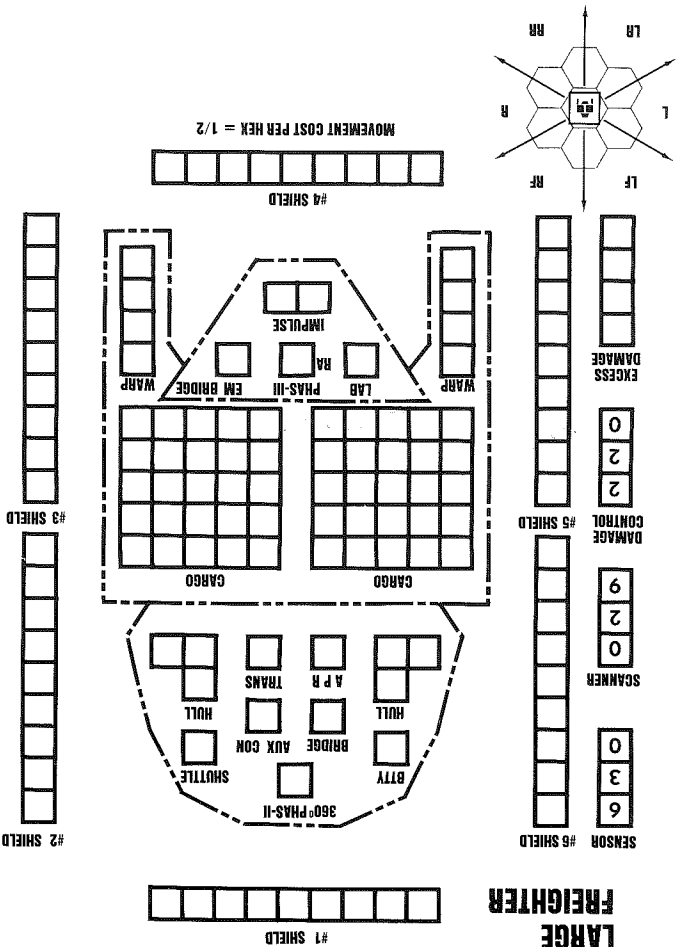 LARGE
FREIGHTER
#1 SHIELD
SENSOR
6
3
0
#6 SHIELD
#2 SHIELD
360° PHAS-II
BTTY
SHUTTLE
BRIDGE
AUX CON
HULL
HULL
A P R
TRANS
SCANNER
0
2
9
DAMAGE
CONTROL
2
2
0
#5 SHIELD
#3 SHIELD
CARGO
CARGO
WARP
LAB
RA
PHAS-III
EM BRIDGE
WARP
IMPULSE
EXCESS
DAMAGE
#4 SHIELD
MOVEMENT COST PER HEX = 1/2
LF
RF
L
R
LR
RR